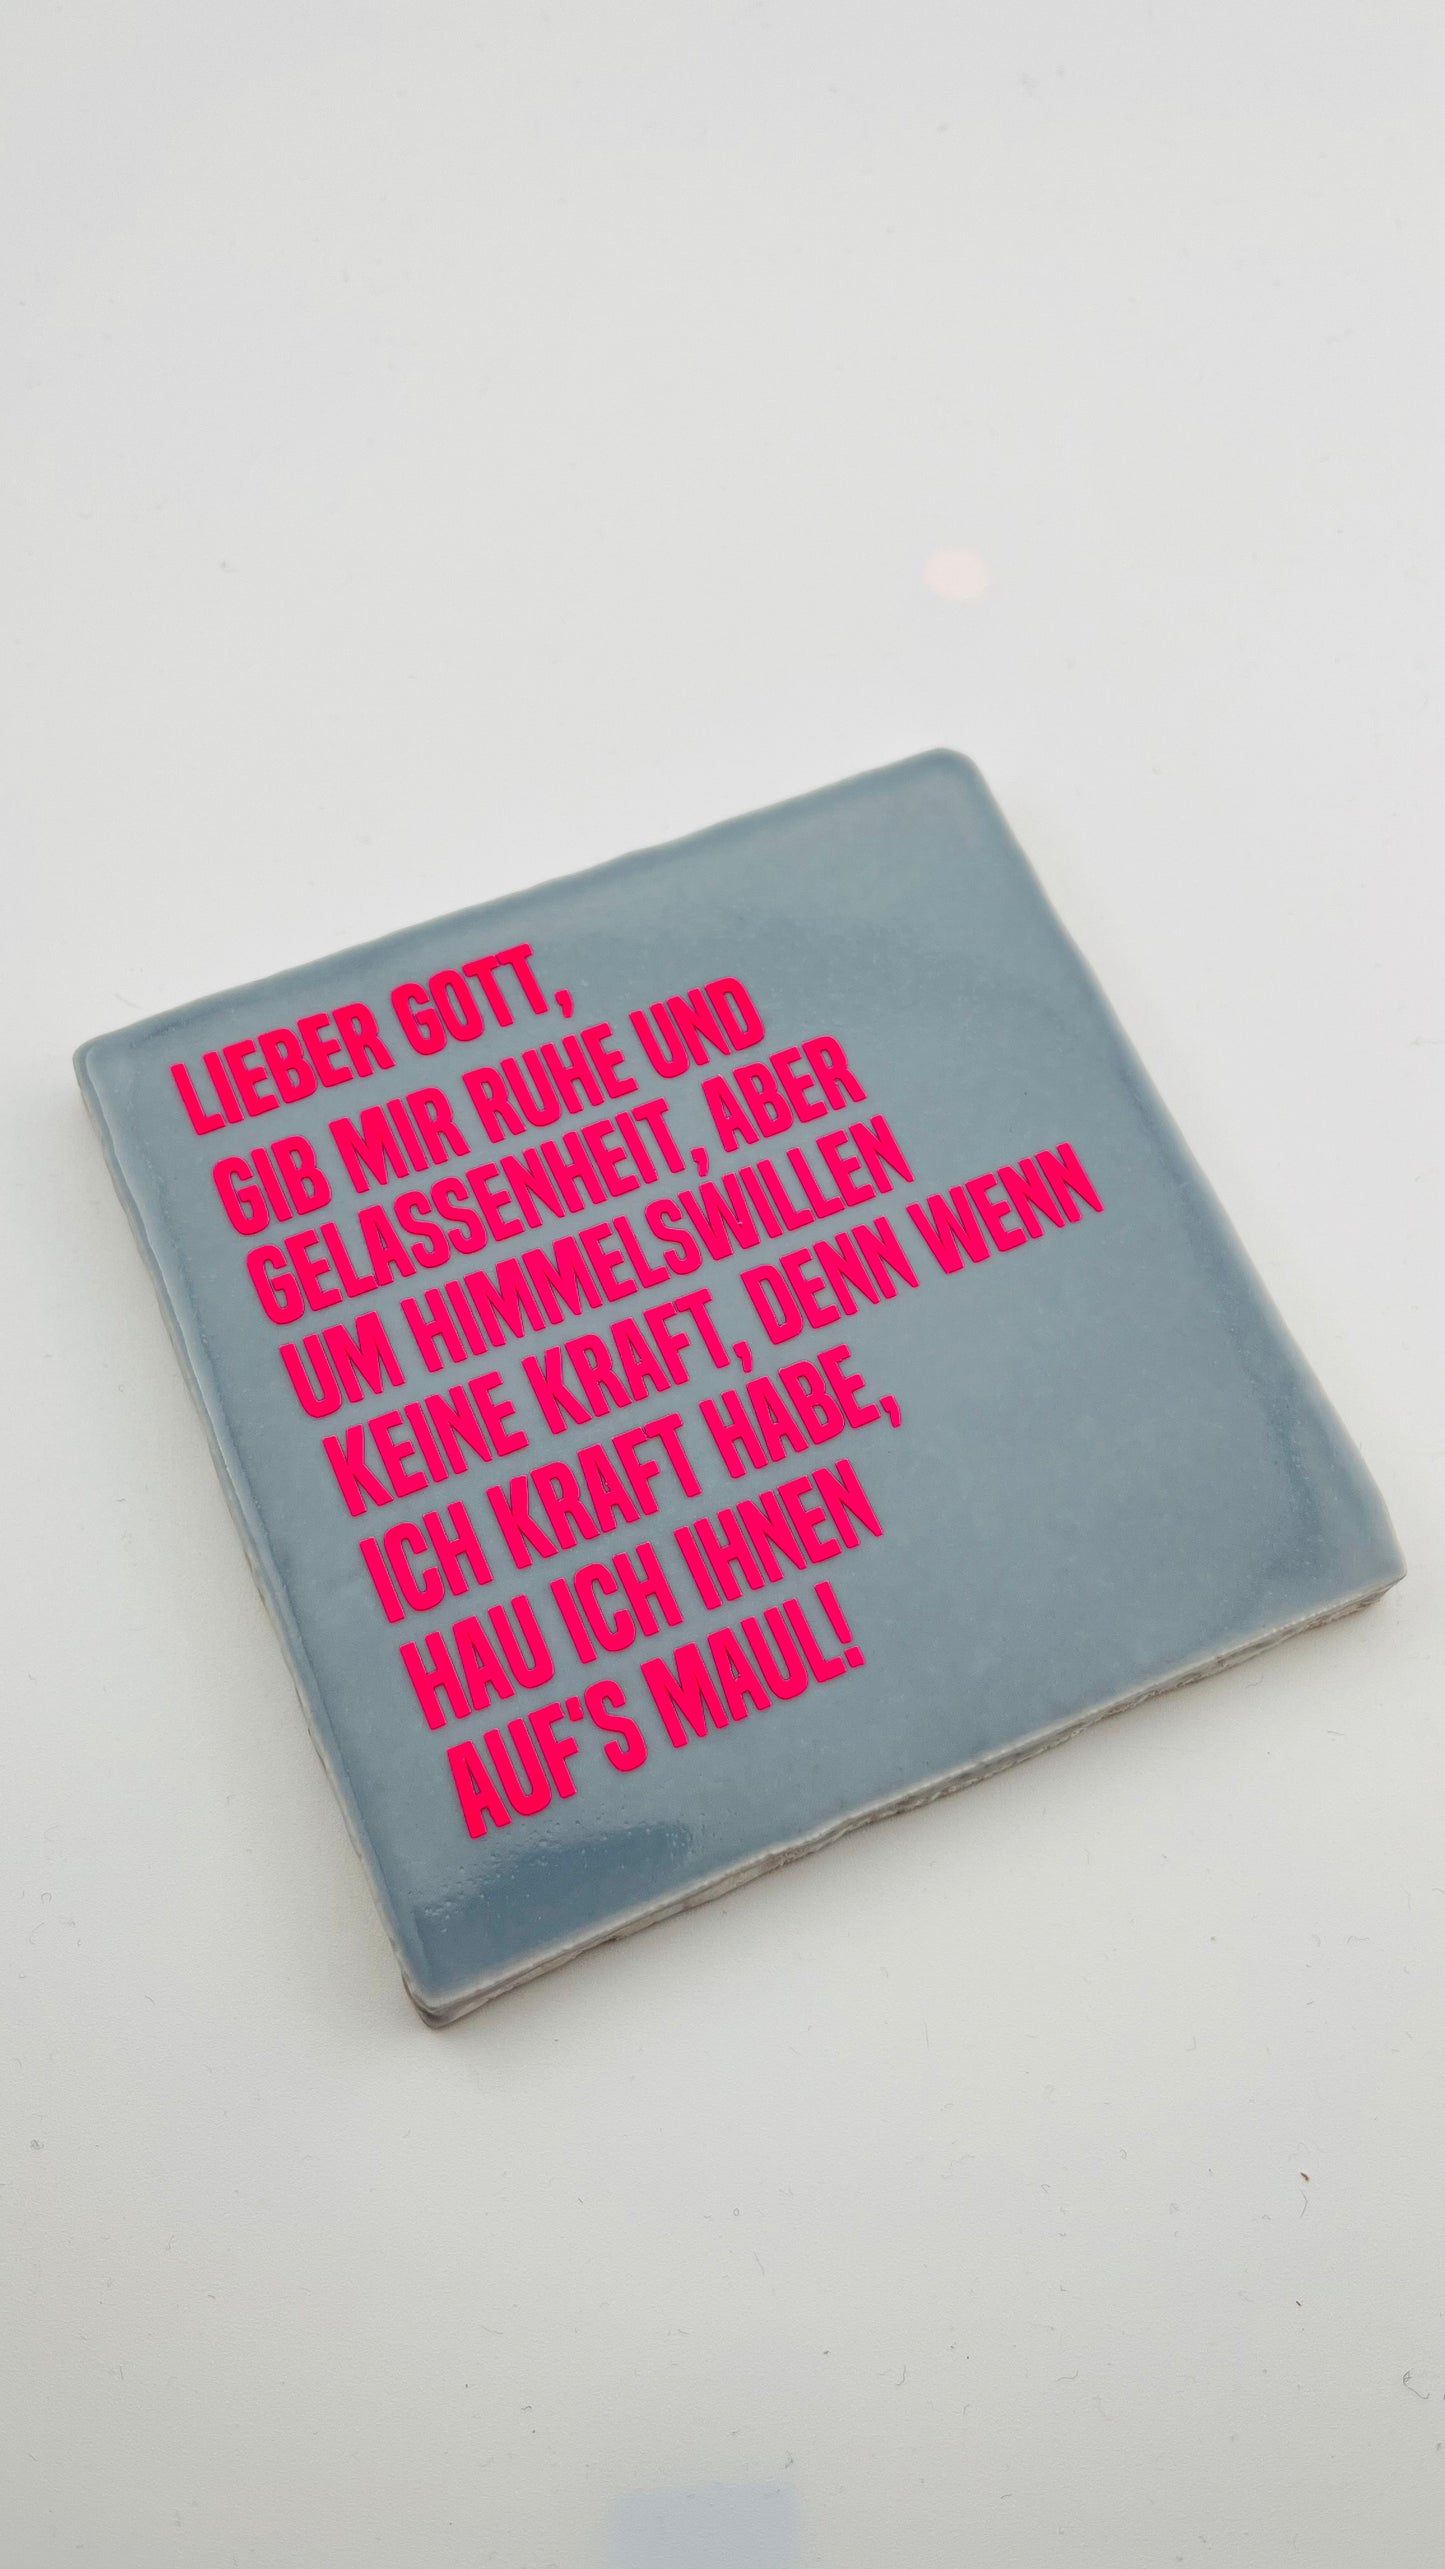 LIEBER GOTT,
GIB MIR RUHE UND
GELASSENHEIT, ABER
UM HIMMELSWILLEN
KEINE KRAFT, DENN WENN
ICH KRAFT HABE,
HAU ICH IHNEN
AUF'S MAUL!